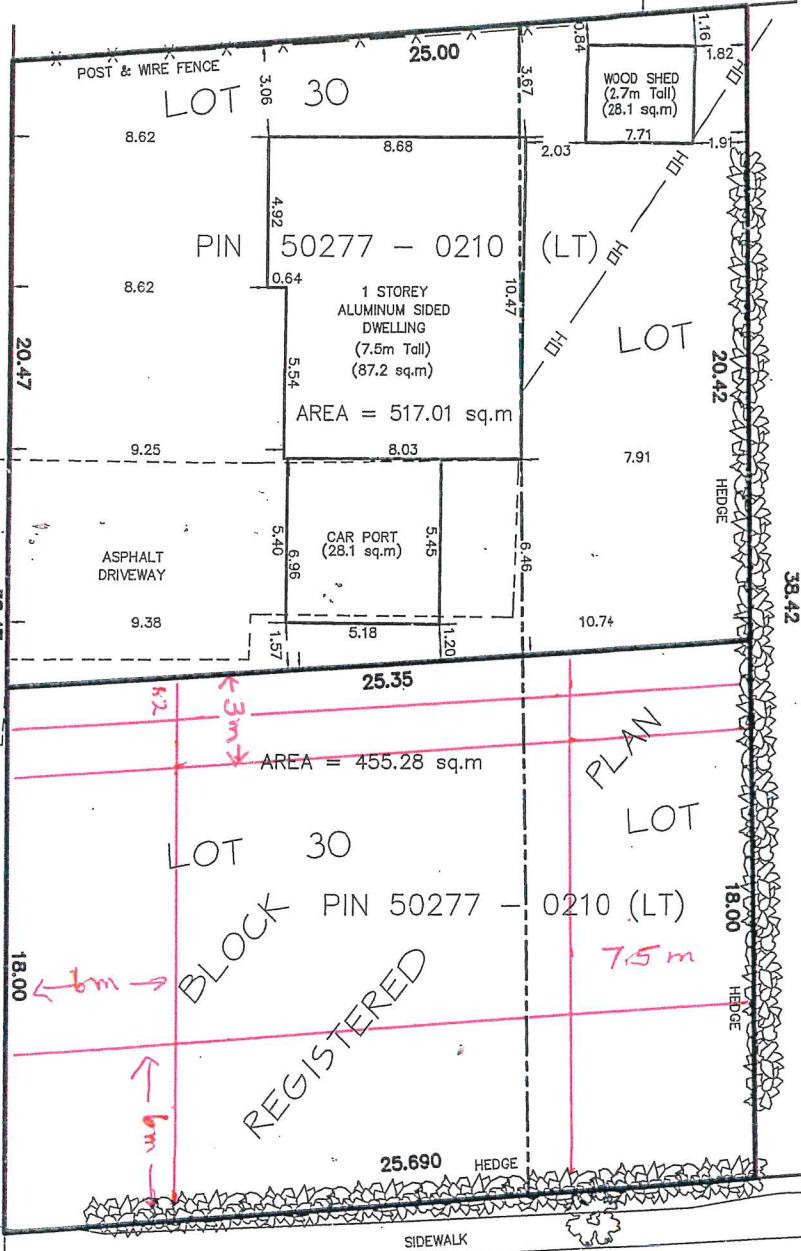 25.00
0.84
1.16
1.82
POST & WIRE FENCE
LOT 30
3.06
3.67
WOOD SHED
(2.7m Tall)
(28.1 sq.m)
OH
8.62
8.68
2.03
7.71
1.91
OH
4.92
PIN 50277 - 0210 (LT)
OH
8.62
0.64
1 STOREY
ALUMINUM SIDED
DWELLING
(7.5m Tall)
(87.2 sq.m)
10.47
OH
LOT
20.47
20.42
5.54
AREA = 517.01 sq.m
9.25
8.03
7.91
HEDGE
ASPHALT
DRIVEWAY
5.40
6.96
CAR PORT
(28.1 sq.m)
5.45
6.46
38.42
9.38
1.57
5.18
1.20
10.74
25.35
3m
AREA = 455.28 sq.m
PLAN
LOT 30
LOT
BLOCK
PIN 50277 - 0210 (LT)
18.00
18.00
6m
7.5 m
HEDGE
REGISTERED
6m
25.690
HEDGE
SIDEWALK